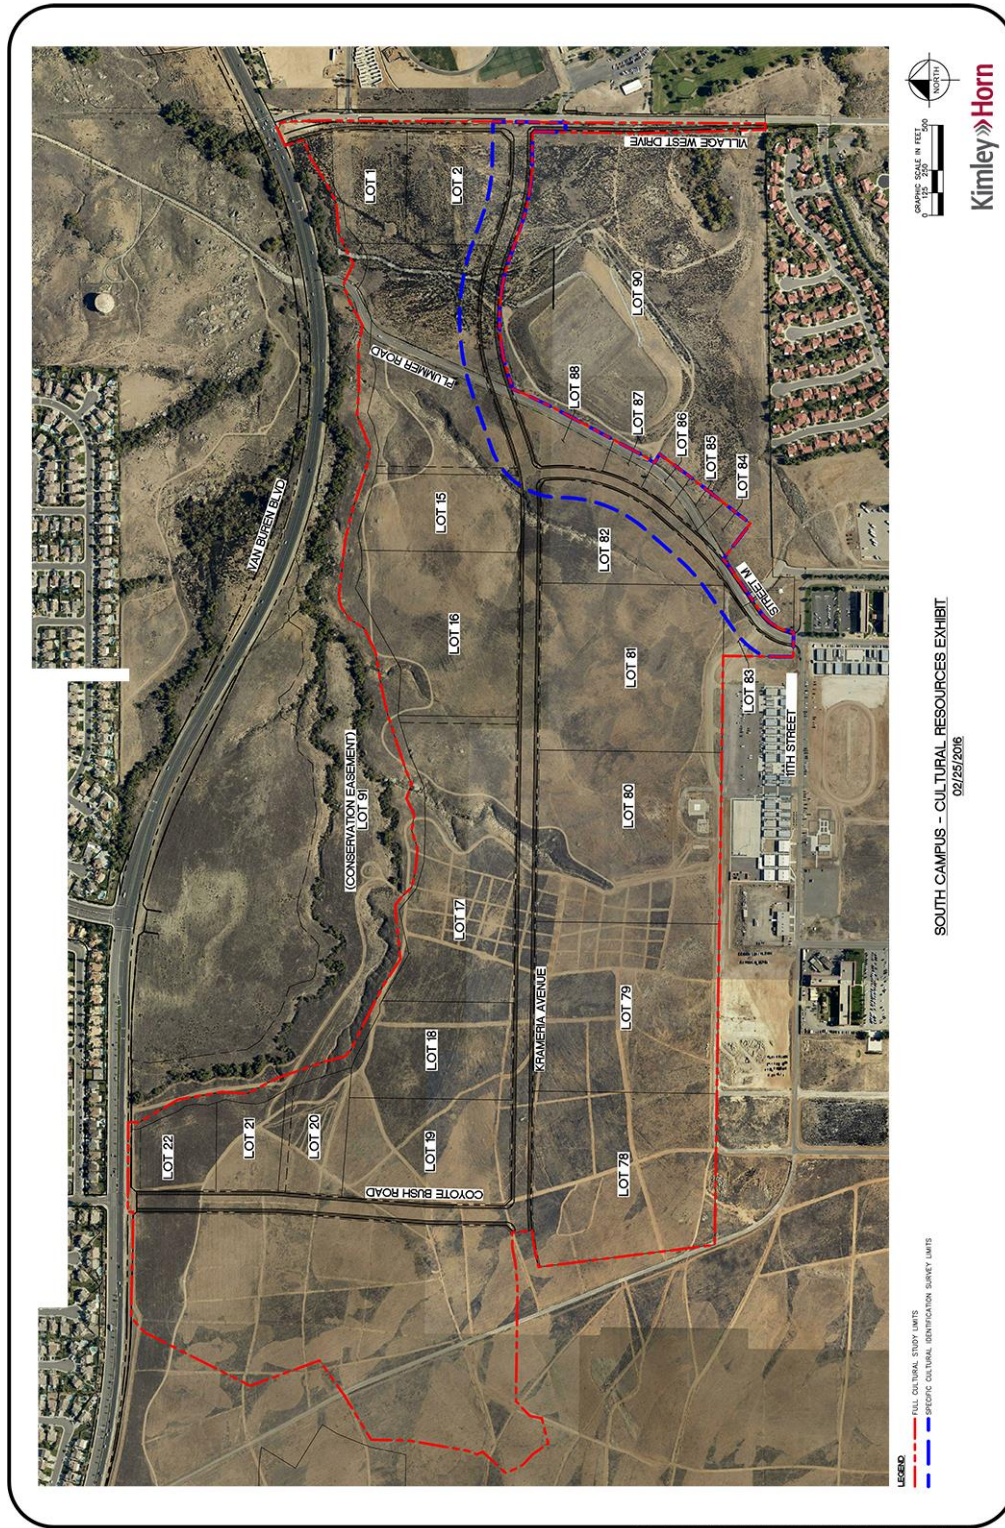 VAN BUREN BLVD
PLUMMER ROAD
VILLAGE WEST DRIVE
LOT 1
LOT 2
LOT 90
LOT 88
LOT 87
LOT 86
LOT 85
LOT 84
STREET M
LOT 15
LOT 82
LOT 16
LOT 81
LOT 83
11TH STREET
(CONSERVATION EASEMENT)
LOT 91
LOT 80
LOT 17
LOT 18
LOT 79
KRAMERIA AVENUE
LOT 22
LOT 21
LOT 20
LOT 19
LOT 78
COYOTE BUSH ROAD
LEGEND
FULL CULTURAL STUDY LIMITS
SPECIFIC CULTURAL IDENTIFICATION SURVEY LIMITS
SOUTH CAMPUS - CULTURAL RESOURCES EXHIBIT
02/25/2016
NORTH
GRAPHIC SCALE IN FEET
0 125 250 500
Kimley»Horn